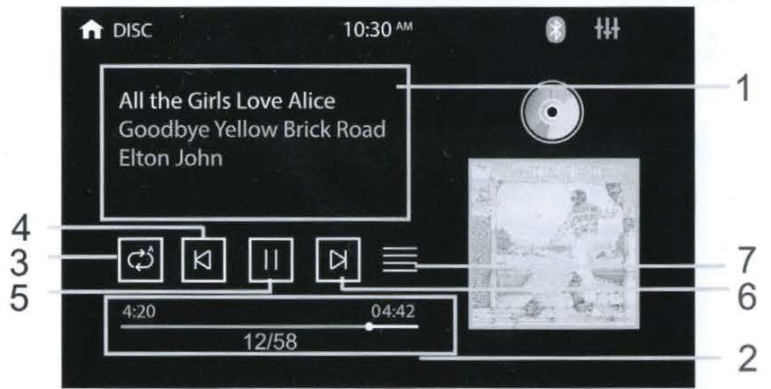 DISC
10:30 AM
All the Girls Love Alice
Goodbye Yellow Brick Road
Elton John
1
4
3
5
A
7
6
4:20
04:42
12/58
2